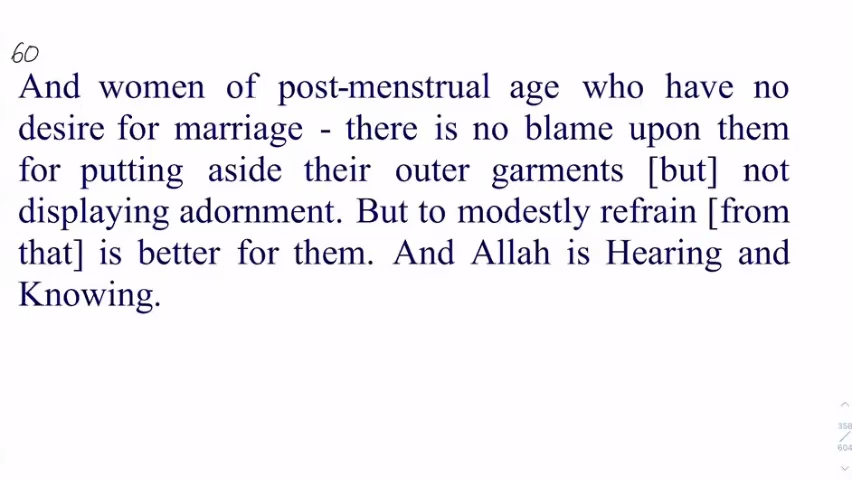 60
And women of post-menstrual age who have no
desire for marriage - there is no blame upon them
for putting aside their outer garments [but] not
displaying adornment. But to modestly refrain [from
that] is better for them. And Allah is Hearing and
Knowing.
358
/
604